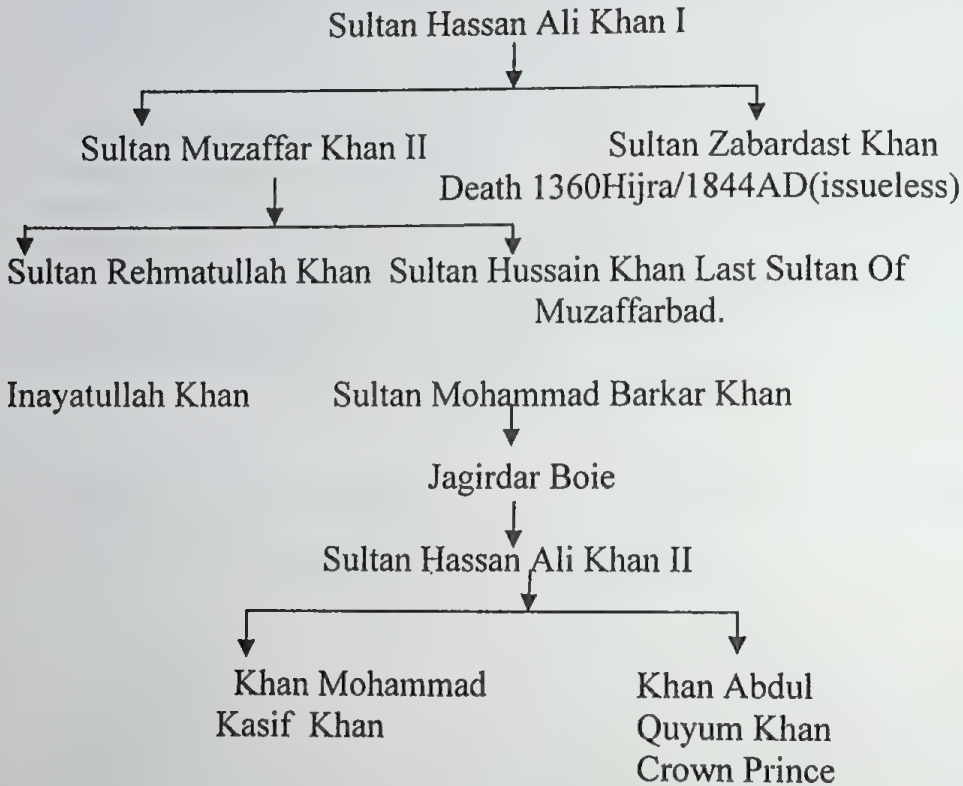 Sultan Hassan Ali Khan I
Sultan Muzaffar Khan II
Sultan Zabardast Khan
Death 1360Hijra/1844AD(issueless)
Sultan Rehmatullah Khan
Sultan Hussain Khan Last Sultan Of
Muzaffarbad.
Inayatullah Khan
Sultan Mohammad Barkar Khan
Jagirdar Boie
Sultan Hassan Ali Khan II
Khan Mohammad
Kasif Khan
Khan Abdul
Quyum Khan
Crown Prince